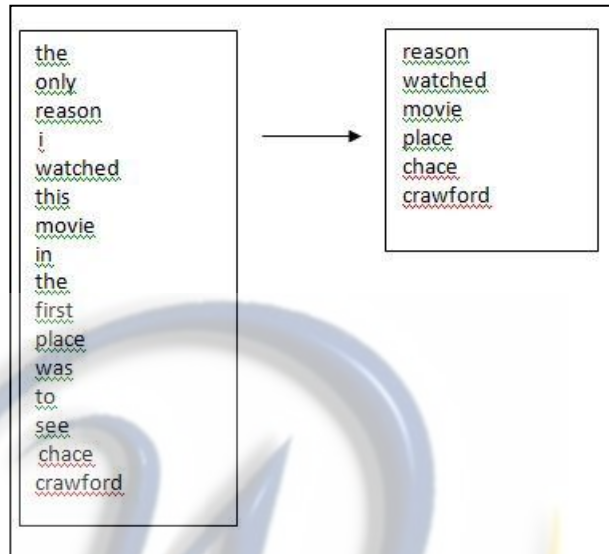 the
only
reason
i
watched
this
movie
in
the
first
place
was
to
see
chace
crawford
reason
watched
movie
place
chace
crawford